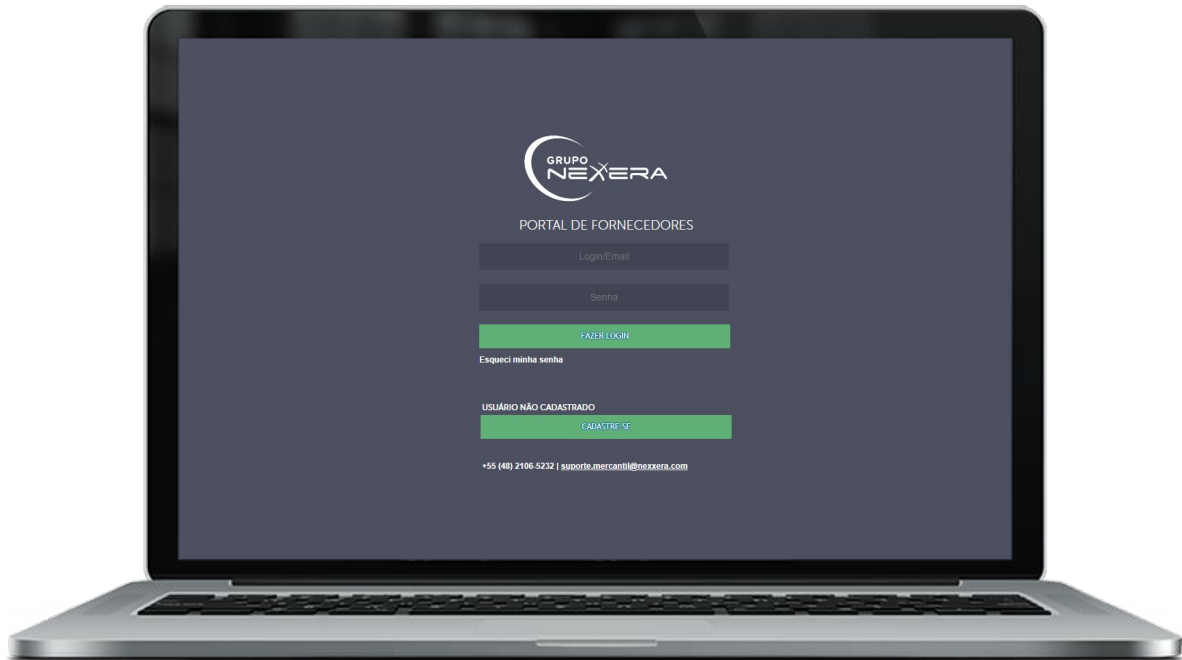 GRUPO
NEXXERA
PORTAL DE FORNECEDORES
Login/Email
Senha
FAZER LOGIN
Esqueci minha senha
USUÁRIO NÃO CADASTRADO
CADASTRE-SE
+55 (48) 2106-5232 | suporte.mercantil@nexxera.com